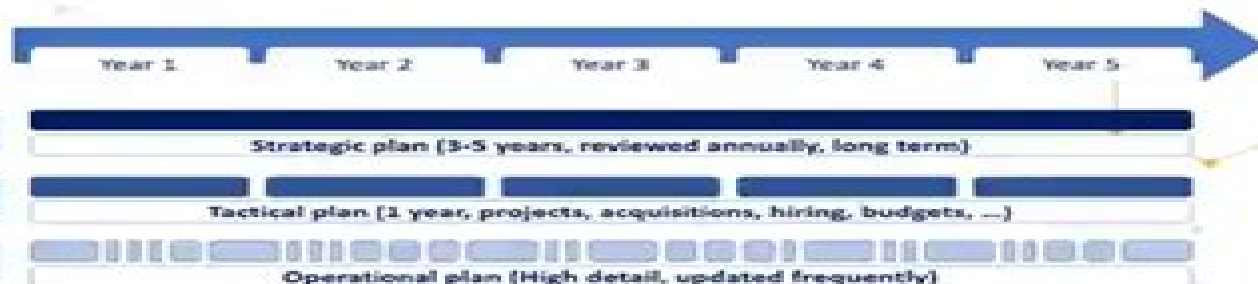 Year 1 Year 2 Year 3 Year 4 Year 5
Strategic plan (3-5 years, reviewed annually, long term)
Tactical plan (1 year, projects, acquisitions, hiring, budgets, ...)
Operational plan (High detail, updated frequently)